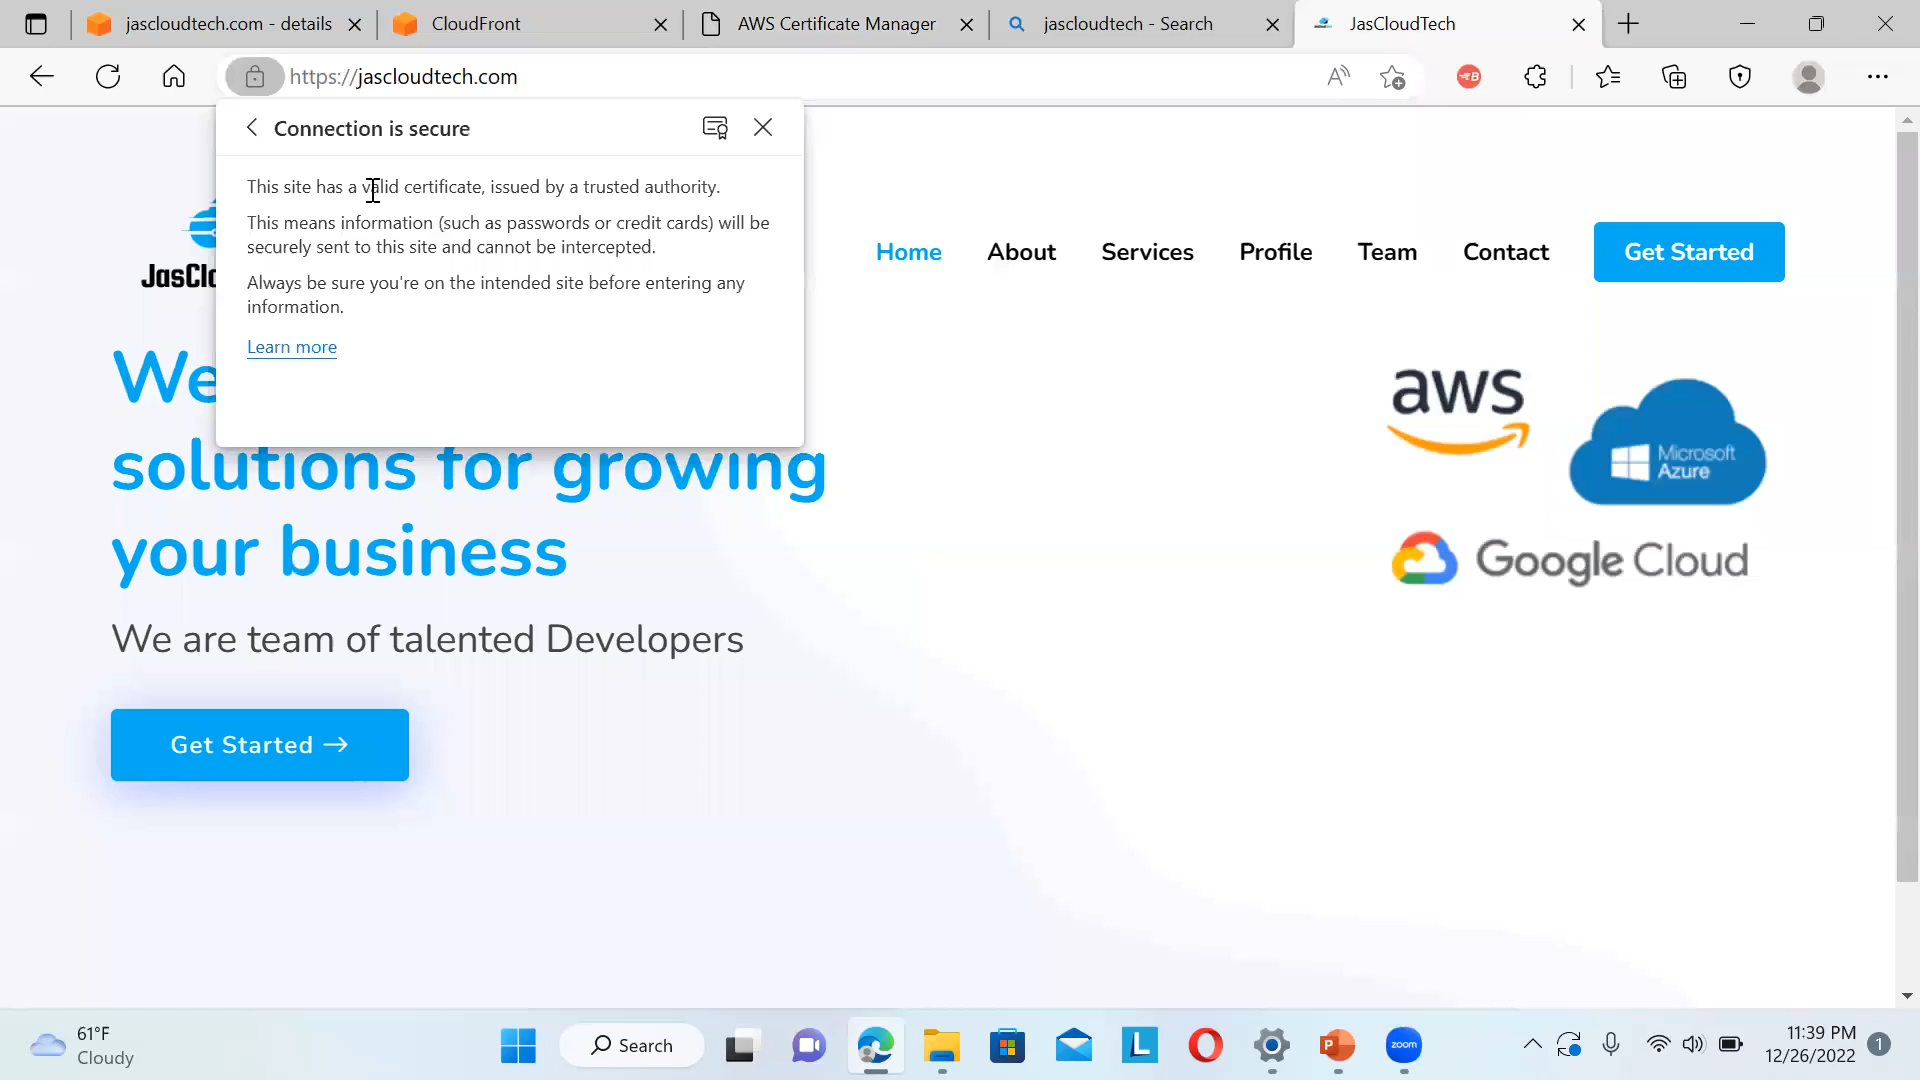 jascloudtech.com - details
CloudFront
AWS Certificate Manager
jascloudtech - Search
JasCloudTech
https://jascloudtech.com
Connection is secure
This site has a valid certificate, issued by a trusted authority.
This means information (such as passwords or credit cards) will be
securely sent to this site and cannot be intercepted.
Always be sure you're on the intended site before entering any
information.
Learn more
JasClo
Home
About
Services
Profile
Team
Contact
Get Started
We
solutions for growing
your business
We are team of talented Developers
Get Started →
aws
Microsoft
Azure
Google Cloud
61°F
Cloudy
Search
L
P
zoom
11:39 PM
12/26/2022
1